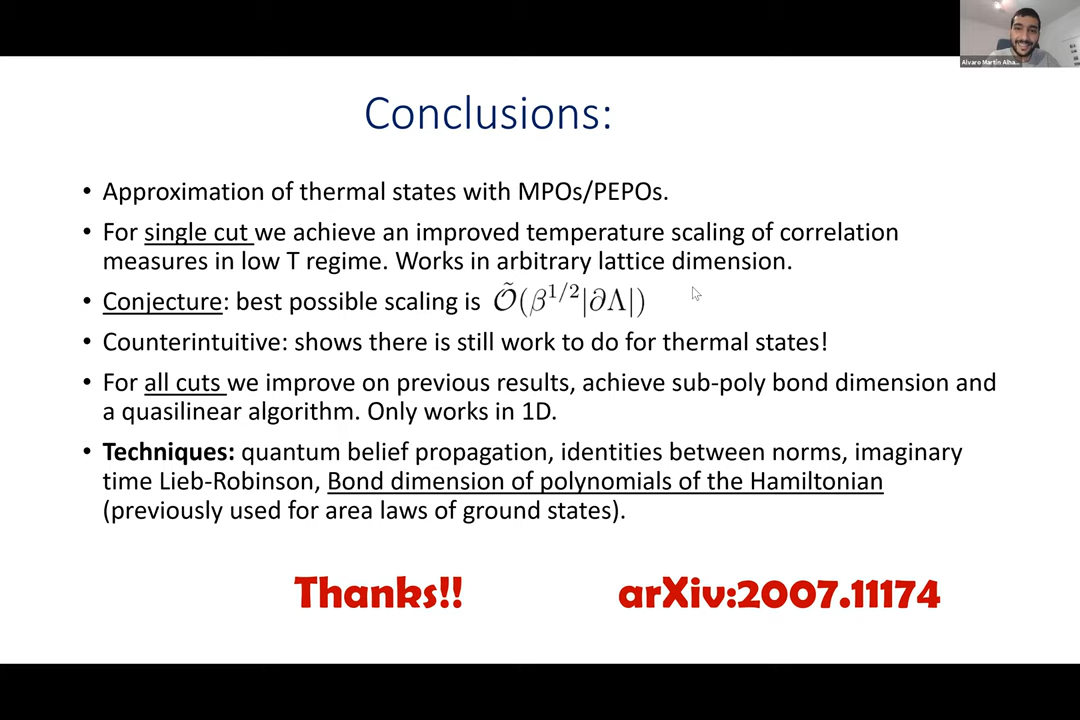 Alvaro Martin Alha...
Conclusions:
• Approximation of thermal states with MPOs/PEPOs.
• For single cut we achieve an improved temperature scaling of correlation
measures in low T regime. Works in arbitrary lattice dimension.
• Conjecture: best possible scaling is Õ(β^{1/2}|∂Λ|)
• Counterintuitive: shows there is still work to do for thermal states!
• For all cuts we improve on previous results, achieve sub-poly bond dimension and
a quasilinear algorithm. Only works in 1D.
• Techniques: quantum belief propagation, identities between norms, imaginary
time Lieb-Robinson, Bond dimension of polynomials of the Hamiltonian
(previously used for area laws of ground states).
Thanks!! arXiv:2007.11174